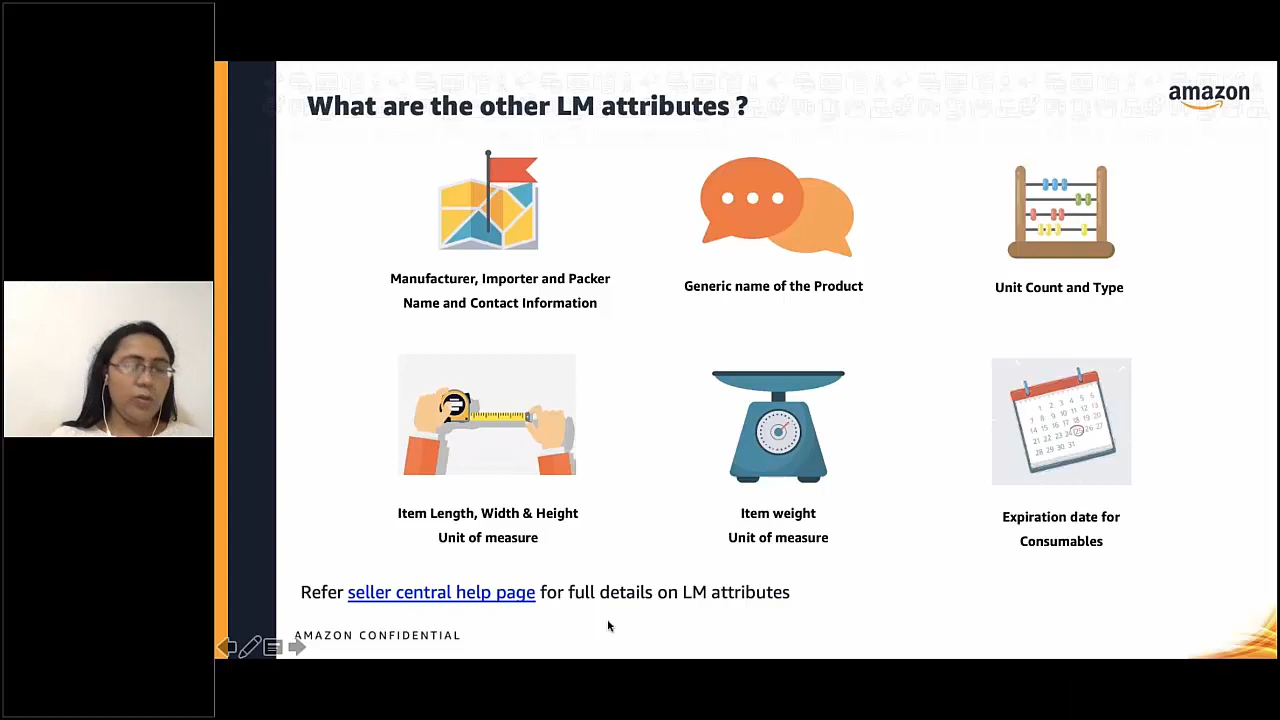 What are the other LM attributes ?
amazon
Manufacturer, Importer and Packer
Name and Contact Information
Generic name of the Product
Unit Count and Type
Item Length, Width & Height
Unit of measure
Item weight
Unit of measure
Expiration date for
Consumables
Refer seller central help page for full details on LM attributes
AMAZON CONFIDENTIAL